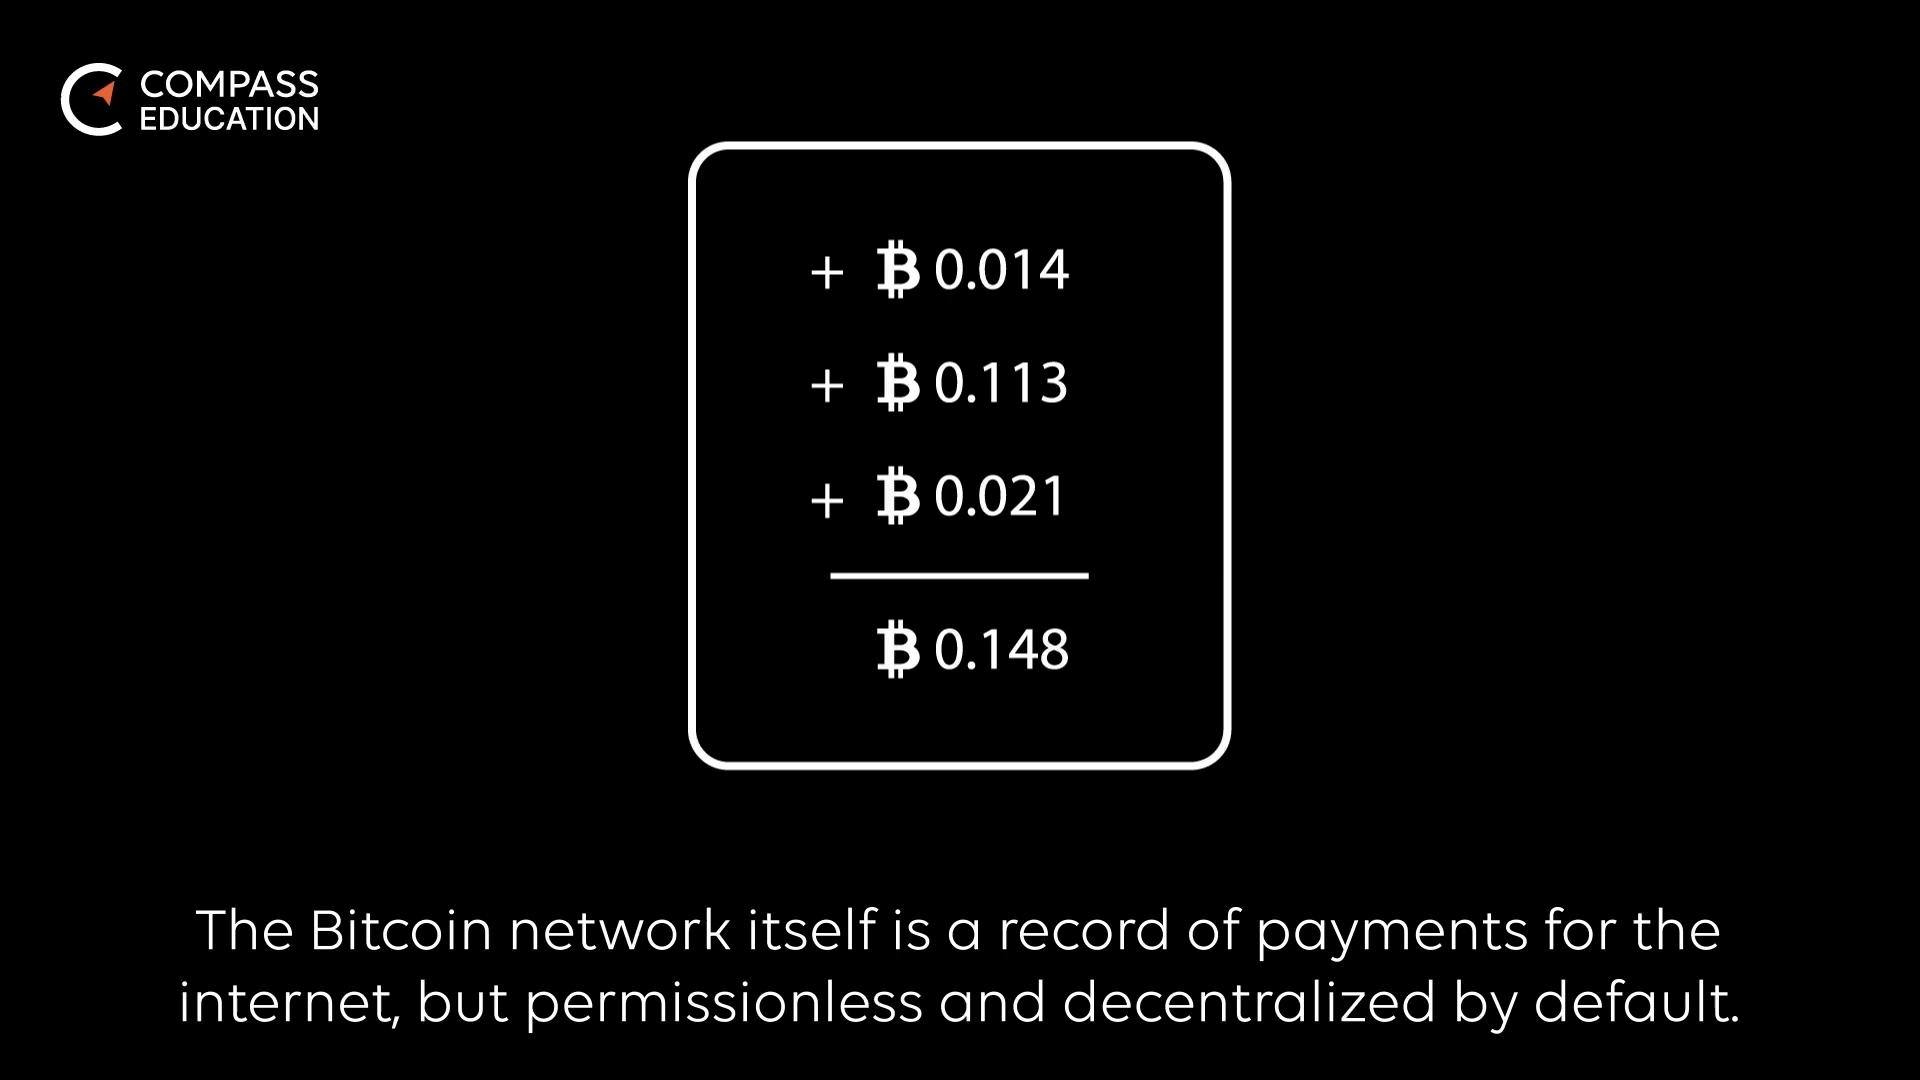 COMPASS
EDUCATION
+ ₿ 0.014
+ ₿ 0.113
+ ₿ 0.021
₿ 0.148
The Bitcoin network itself is a record of payments for the
internet, but permissionless and decentralized by default.